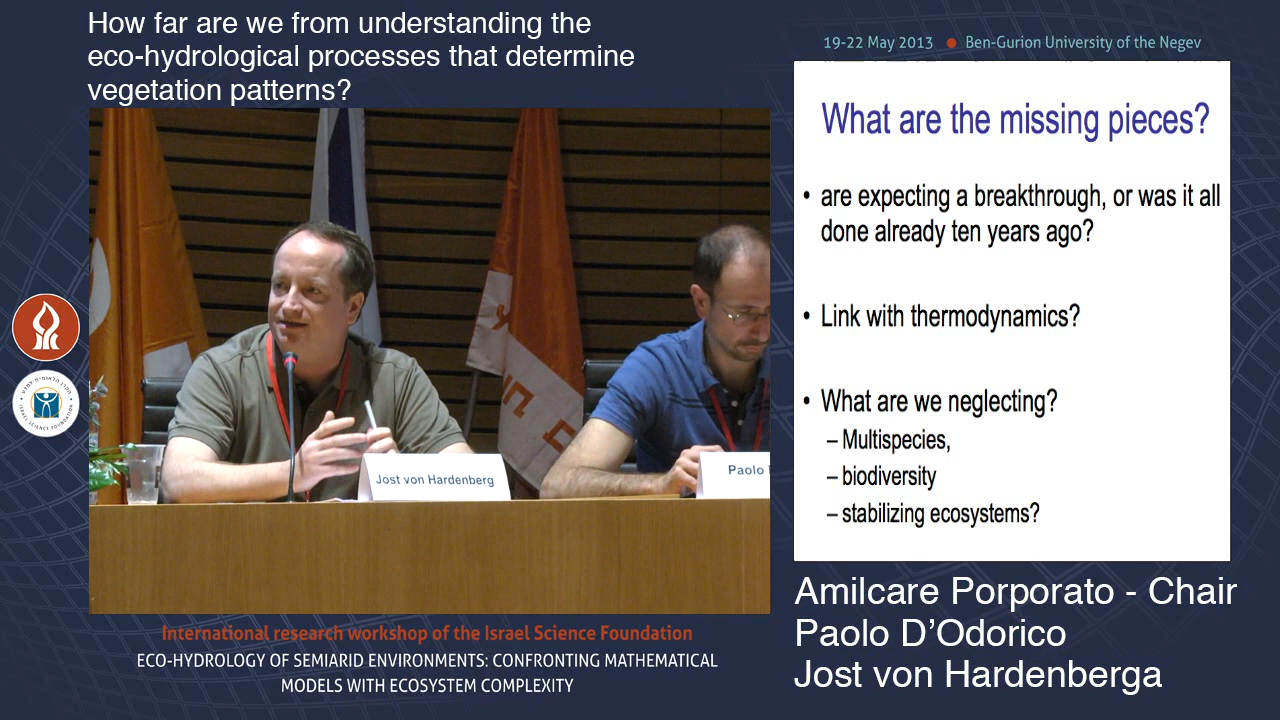 How far are we from understanding the
eco-hydrological processes that determine
vegetation patterns?
19-22 May 2013 ● Ben-Gurion University of the Negev
What are the missing pieces?
• are expecting a breakthrough, or was it all
done already ten years ago?
• Link with thermodynamics?
• What are we neglecting?
– Multispecies,
– biodiversity
– stabilizing ecosystems?
Jost von Hardenberg
Paolo
ISRAEL SCIENCE FOUNDATION
International research workshop of the Israel Science Foundation
ECO-HYDROLOGY OF SEMIARID ENVIRONMENTS: CONFRONTING MATHEMATICAL
MODELS WITH ECOSYSTEM COMPLEXITY
Amilcare Porporato - Chair
Paolo D’Odorico
Jost von Hardenberga